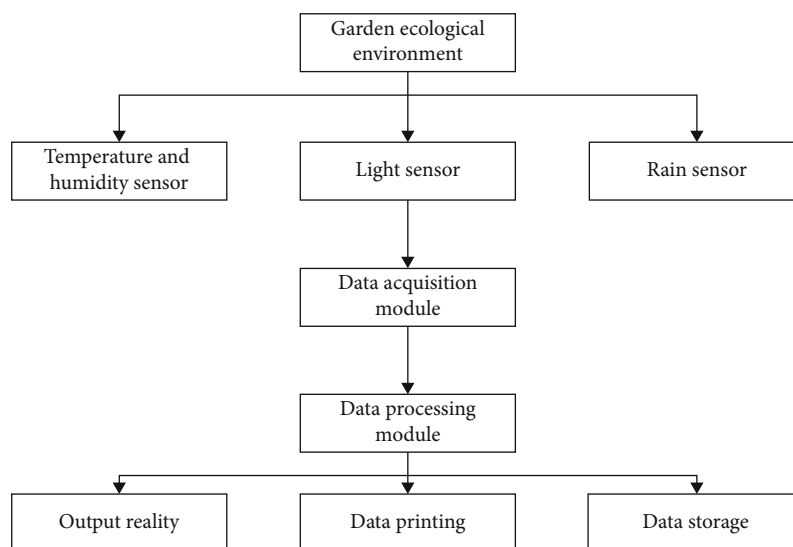 Garden ecological
environment
Temperature and
humidity sensor
Light sensor
Rain sensor
Data acquisition
module
Data processing
module
Output reality
Data printing
Data storage